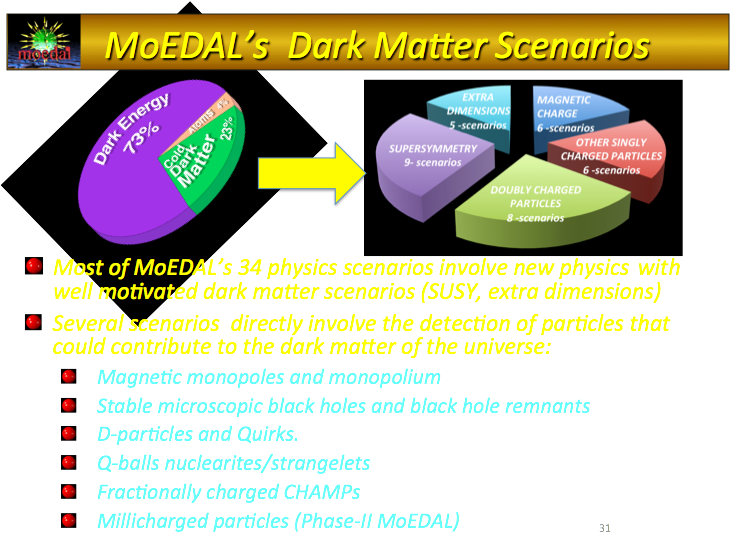 moedal
MoEDAL's Dark Matter Scenarios
Dark Energy
73%
Atoms 4%
Cold
Dark
Matter
23%
EXTRA
DIMENSIONS
5 -scenarios
MAGNETIC
CHARGE
6 -scenarios
SUPERSYMMETRY
9- scenarios
OTHER SINGLY
CHARGED PARTICLES
6 -scenarios
DOUBLY CHARGED
PARTICLES
8 -scenarios
Most of MoEDAL's 34 physics scenarios involve new physics with
well motivated dark matter scenarios (SUSY, extra dimensions)
Several scenarios directly involve the detection of particles that
could contribute to the dark matter of the universe:
Magnetic monopoles and monopolium
Stable microscopic black holes and black hole remnants
D-particles and Quirks.
Q-balls nuclearites/strangelets
Fractionally charged CHAMPs
Millicharged particles (Phase-II MoEDAL)
31